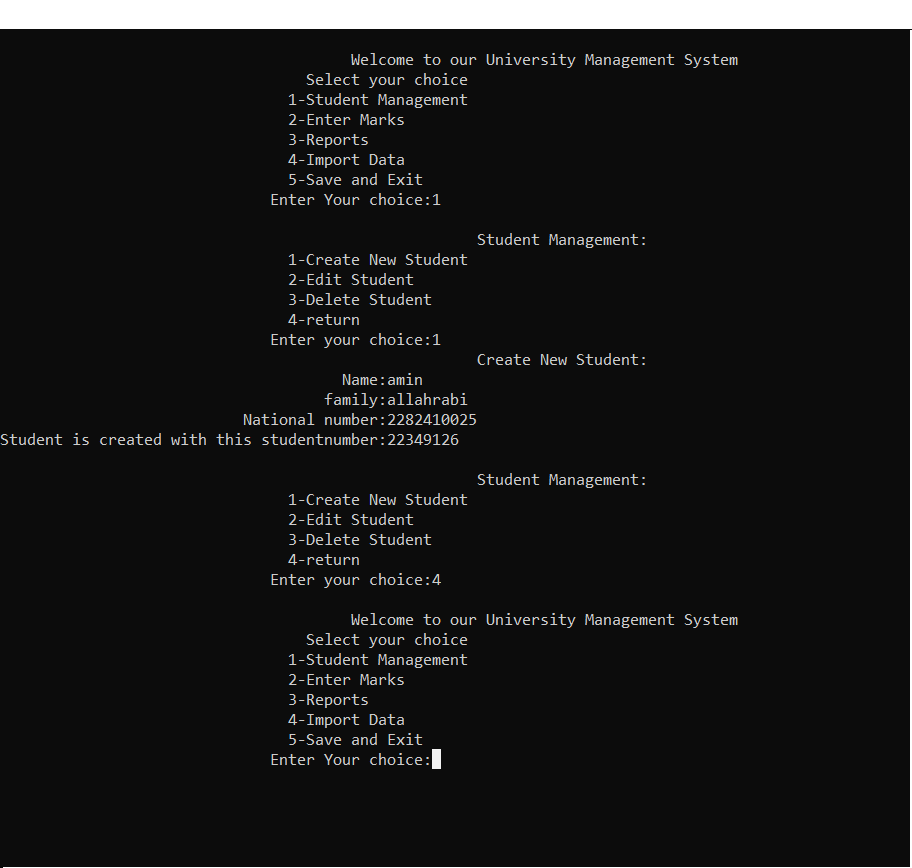 Welcome to our University Management System
Select your choice
1-Student Management
2-Enter Marks
3-Reports
4-Import Data
5-Save and Exit
Enter Your choice:1
Student Management:
1-Create New Student
2-Edit Student
3-Delete Student
4-return
Enter your choice:1
Create New Student:
Name:amin
family:allahrabi
National number:2282410025
Student is created with this studentnumber:22349126
Student Management:
1-Create New Student
2-Edit Student
3-Delete Student
4-return
Enter your choice:4
Welcome to our University Management System
Select your choice
1-Student Management
2-Enter Marks
3-Reports
4-Import Data
5-Save and Exit
Enter Your choice: